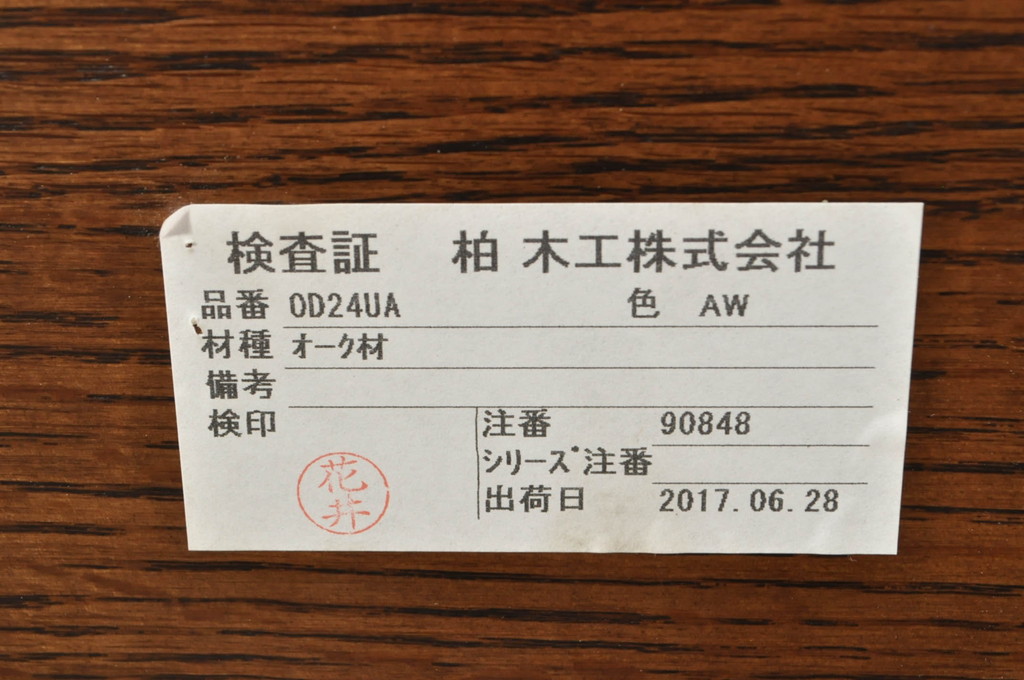 検査証 柏木工株式会社
品番 OD24UA 色 AW
材種 オーク材
備考
検印 注番 90848
シリーズ注番
出荷日 2017.06.28
花井